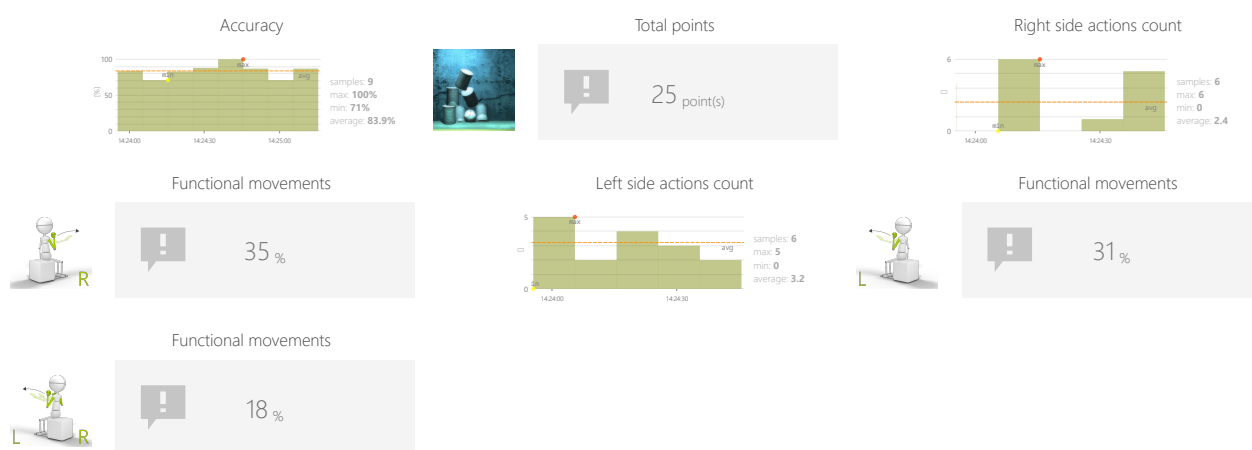 Accuracy
100
50
0
[%]
min
max
avg
14:24:00
14:24:30
14:25:00
samples: 9
max: 100%
min: 71%
average: 83.9%
Total points
25 point(s)
Right side actions count
6
0
[]
min
max
avg
14:24:00
14:24:30
samples: 6
max: 6
min: 0
average: 2.4
Functional movements
R
35 %
Left side actions count
5
0
[]
max
avg
14:24:00
14:24:30
samples: 6
max: 5
min: 0
average: 3.2
Functional movements
L
31 %
Functional movements
L R
18 %